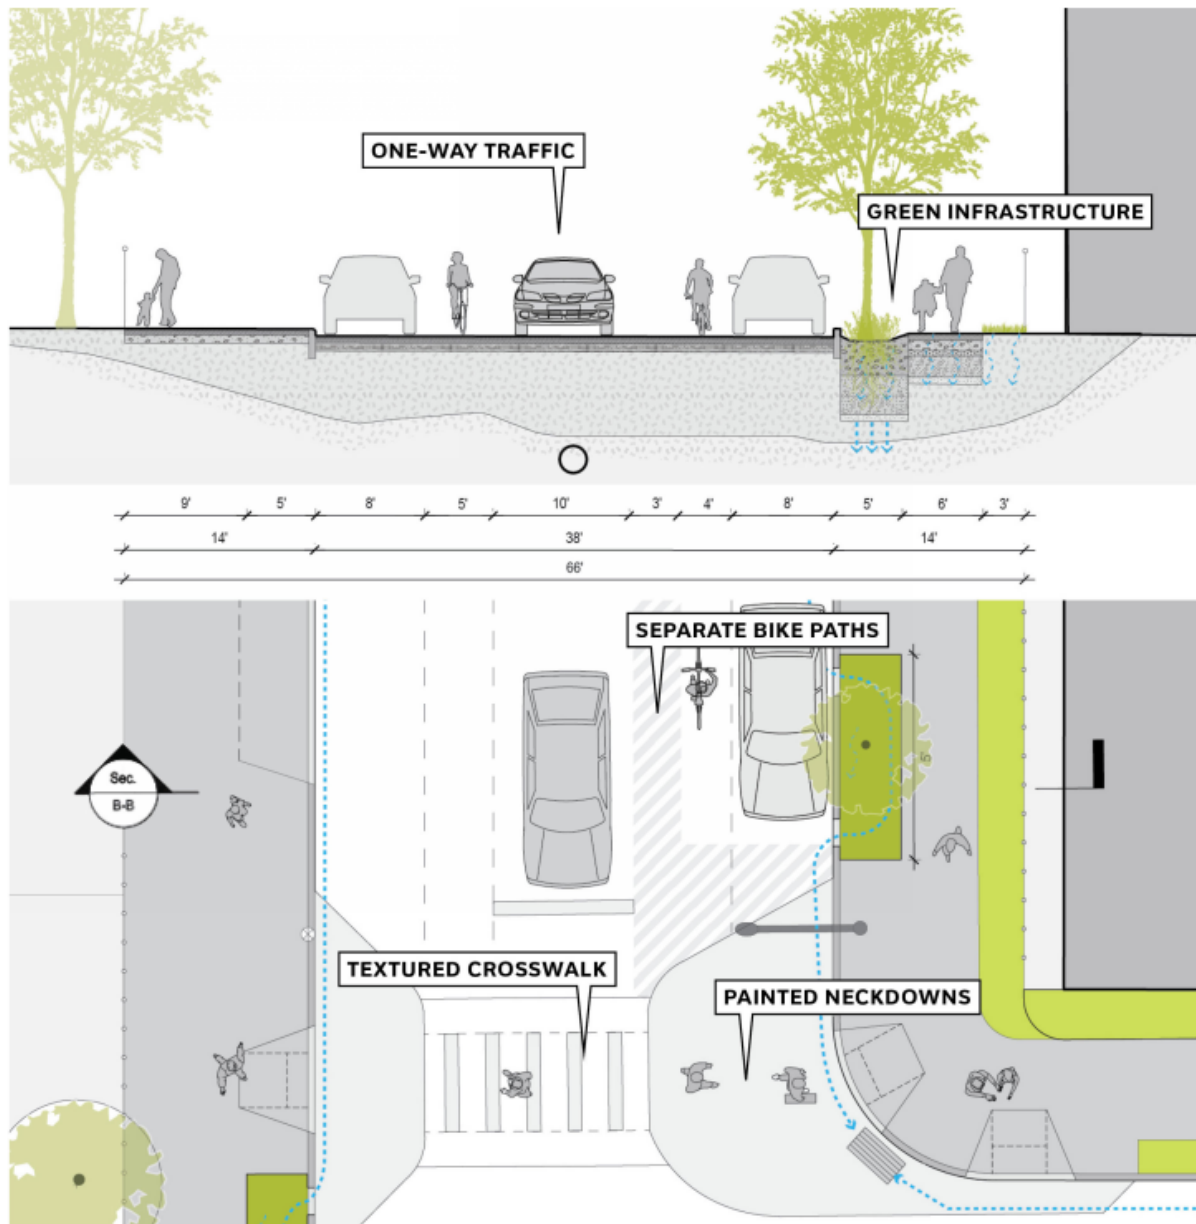 ONE-WAY TRAFFIC
GREEN INFRASTRUCTURE
9' 5' 8' 5' 10' 3' 4' 8' 5' 6' 3'
14' 38' 14'
66'
SEPARATE BIKE PATHS
5'
Sec.
B-B
TEXTURED CROSSWALK
PAINTED NECKDOWNS